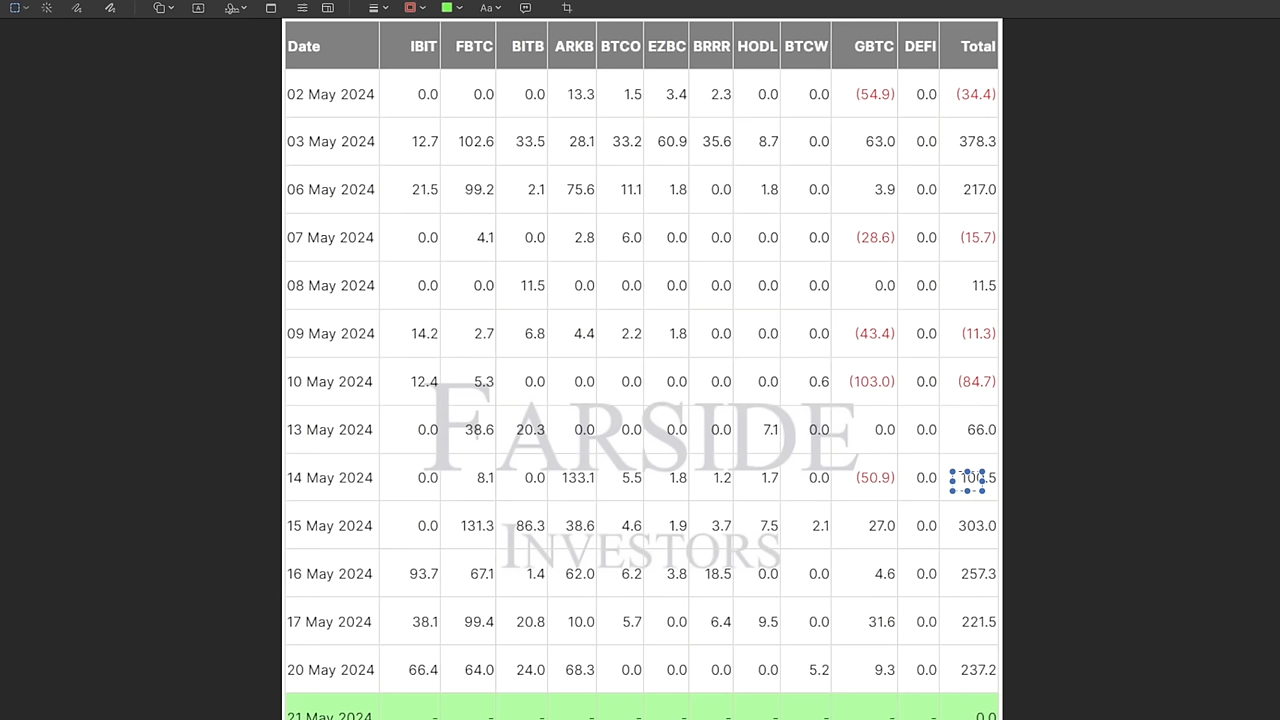 Aa
Date IBIT FBTC BITB ARKB BTCO EZBC BRRR HODL BTCW GBTC DEFI Total
02 May 2024 0.0 0.0 0.0 13.3 1.5 3.4 2.3 0.0 0.0 (54.9) 0.0 (34.4)
03 May 2024 12.7 102.6 33.5 28.1 33.2 60.9 35.6 8.7 0.0 63.0 0.0 378.3
06 May 2024 21.5 99.2 2.1 75.6 11.1 1.8 0.0 1.8 0.0 3.9 0.0 217.0
07 May 2024 0.0 4.1 0.0 2.8 6.0 0.0 0.0 0.0 0.0 (28.6) 0.0 (15.7)
08 May 2024 0.0 0.0 11.5 0.0 0.0 0.0 0.0 0.0 0.0 0.0 0.0 11.5
09 May 2024 14.2 2.7 6.8 4.4 2.2 1.8 0.0 0.0 0.0 (43.4) 0.0 (11.3)
10 May 2024 12.4 5.3 0.0 0.0 0.0 0.0 0.0 0.0 0.6 (103.0) 0.0 (84.7)
13 May 2024 0.0 38.6 20.3 0.0 0.0 0.0 0.0 7.1 0.0 0.0 0.0 66.0
FARSIDE
14 May 2024 0.0 8.1 0.0 133.1 5.5 1.8 1.2 1.7 0.0 (50.9) 0.0 100.5
15 May 2024 0.0 131.3 86.3 38.6 4.6 1.9 3.7 7.5 2.1 27.0 0.0 303.0
INVESTORS
16 May 2024 93.7 67.1 1.4 62.0 6.2 3.8 18.5 0.0 0.0 4.6 0.0 257.3
17 May 2024 38.1 99.4 20.8 10.0 5.7 0.0 6.4 9.5 0.0 31.6 0.0 221.5
20 May 2024 66.4 64.0 24.0 68.3 0.0 0.0 0.0 0.0 5.2 9.3 0.0 237.2
21 May 2024 - - - - - - - - - - - 0.0